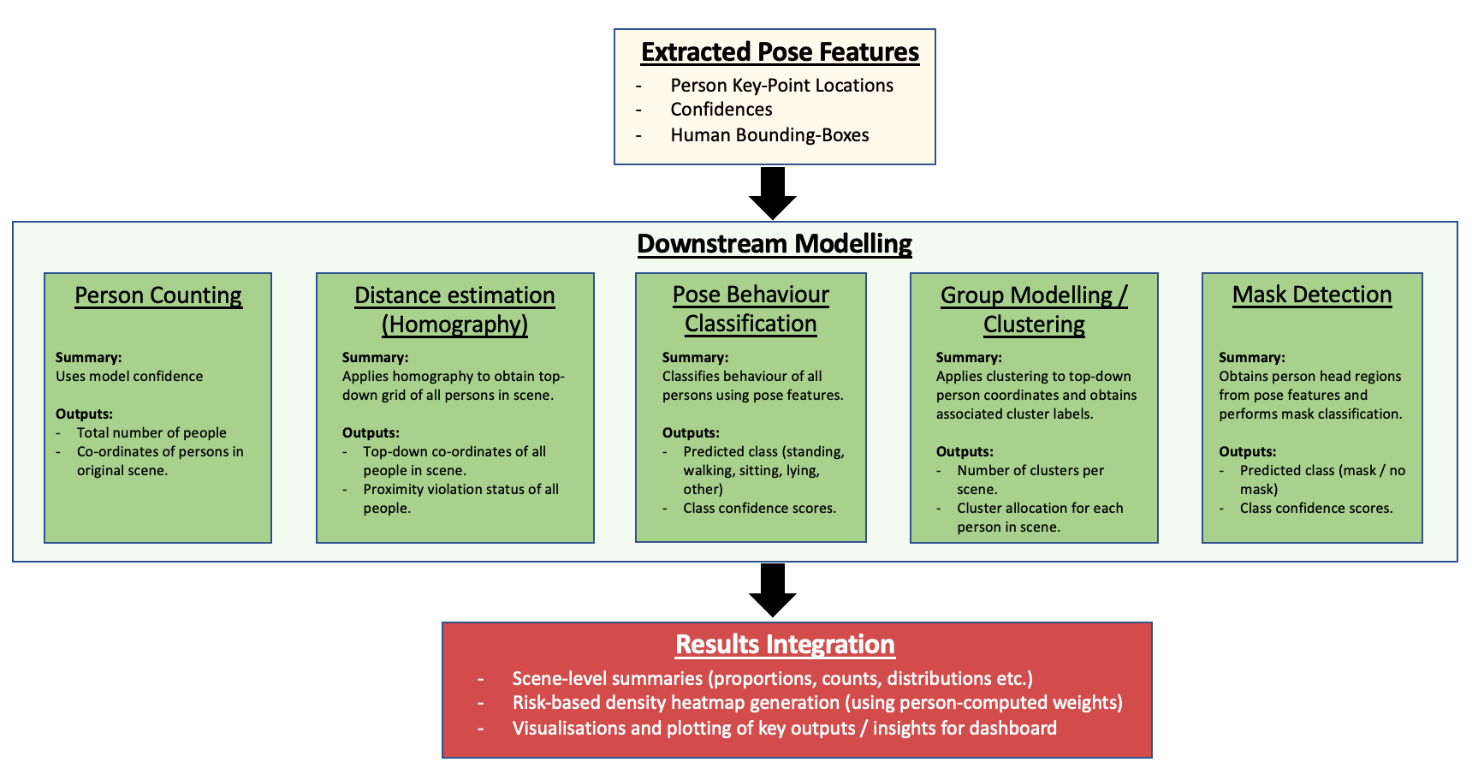 Extracted Pose Features
- Person Key-Point Locations
- Confidences
- Human Bounding-Boxes
Downstream Modelling
Person Counting
Summary:
Uses model confidence
Outputs:
- Total number of people
- Co-ordinates of persons in
original scene.
Distance estimation
(Homography)
Summary:
Applies homography to obtain top-
down grid of all persons in scene.
Outputs:
- Top-down co-ordinates of all
people in scene.
- Proximity violation status of all
people.
Pose Behaviour
Classification
Summary:
Classifies behaviour of all
persons using pose features.
Outputs:
- Predicted class (standing,
walking, sitting, lying,
other)
- Class confidence scores.
Group Modelling /
Clustering
Summary:
Applies clustering to top-down
person coordinates and obtains
associated cluster labels.
Outputs:
- Number of clusters per
scene.
- Cluster allocation for each
person in scene.
Mask Detection
Summary:
Obtains person head regions
from pose features and
performs mask classification.
Outputs:
- Predicted class (mask / no
mask)
- Class confidence scores.
Results Integration
- Scene-level summaries (proportions, counts, distributions etc.)
- Risk-based density heatmap generation (using person-computed weights)
- Visualisations and plotting of key outputs / insights for dashboard